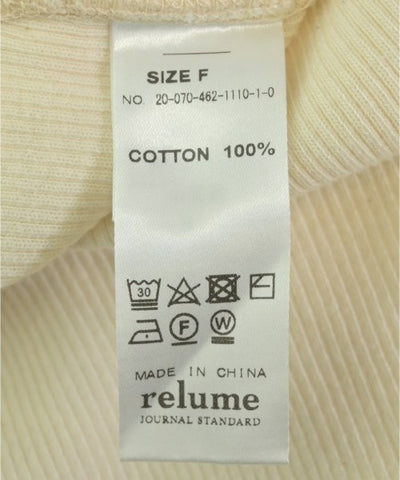 SIZE F
NO. 20-070-462-1110-1-0
COTTON 100%
30
F
W
MADE IN CHINA
relume
JOURNAL STANDARD